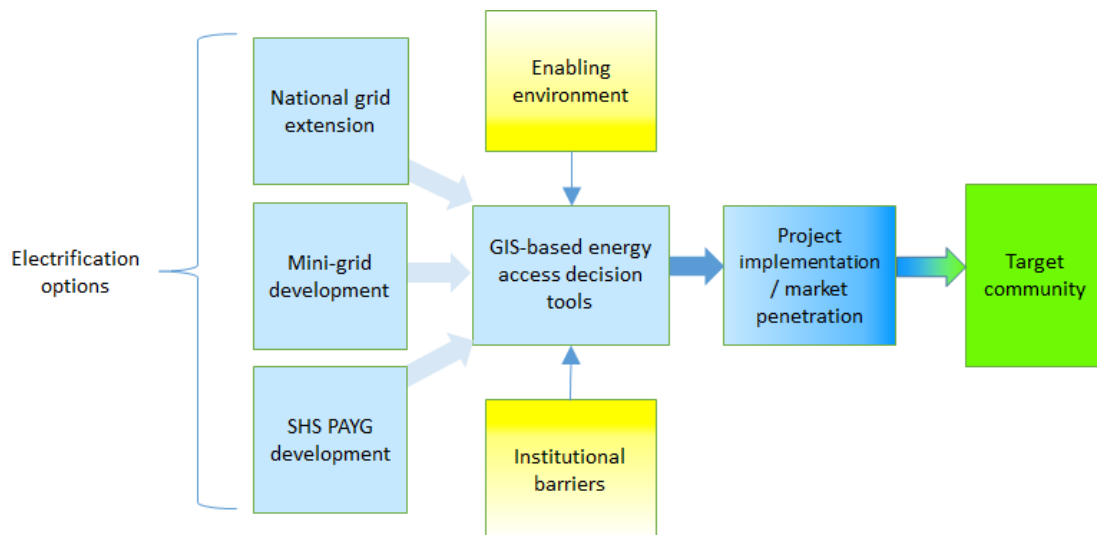 Electrification
options
National grid
extension
Mini-grid
development
SHS PAYG
development
Enabling
environment
GIS-based energy
access decision
tools
Institutional
barriers
Project
implementation
/ market
penetration
Target
community